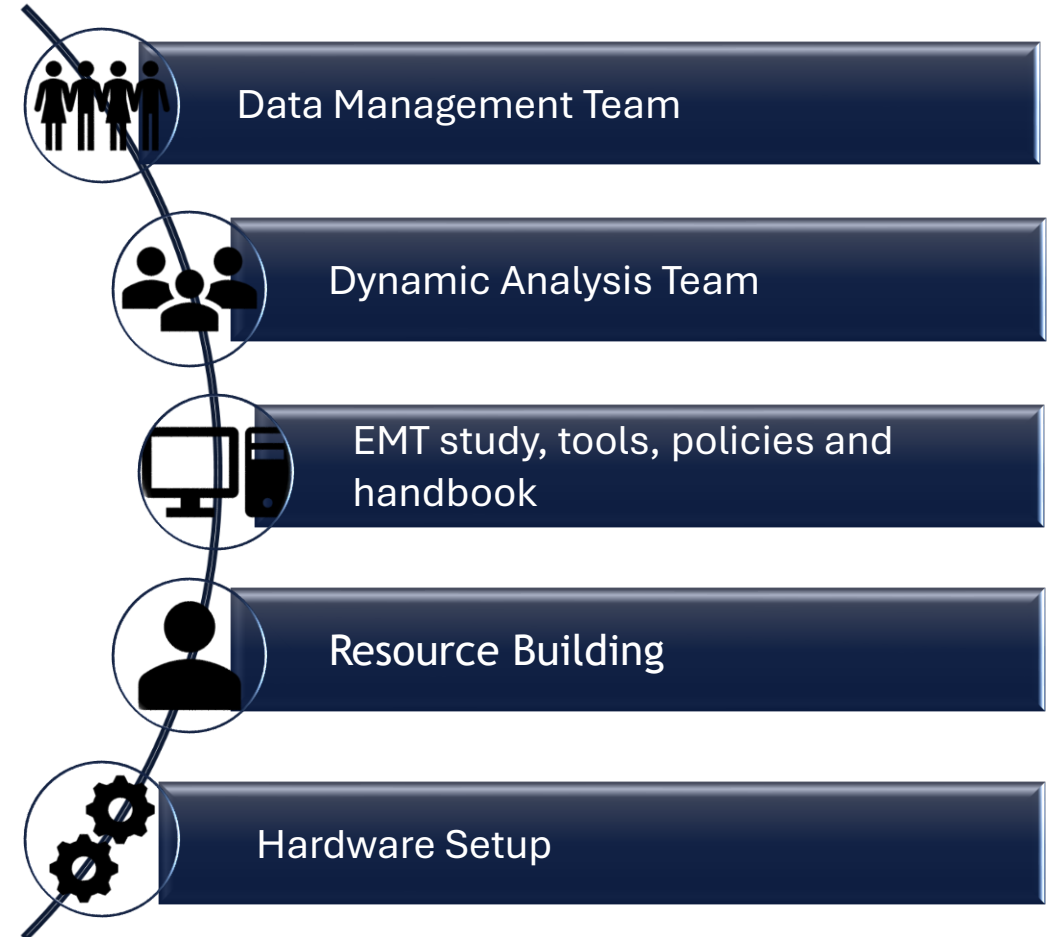 Data Management Team
Dynamic Analysis Team
EMT study, tools, policies and
handbook
Resource Building
Hardware Setup